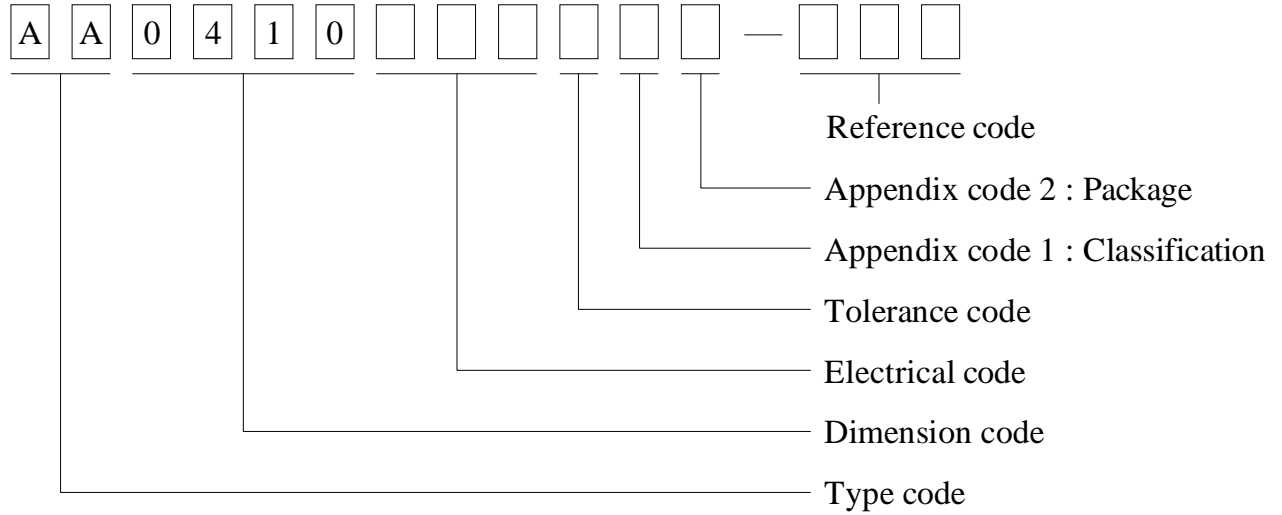 A A 0 4 1 0 —
Reference code
Appendix code 2 : Package
Appendix code 1 : Classification
Tolerance code
Electrical code
Dimension code
Type code